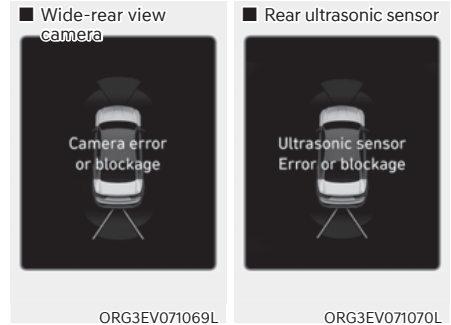 ■ Wide-rear view
camera
Camera error
or blockage
ORG3EV071069L
■ Rear ultrasonic sensor
Ultrasonic sensor
Error or blockage
ORG3EV071070L